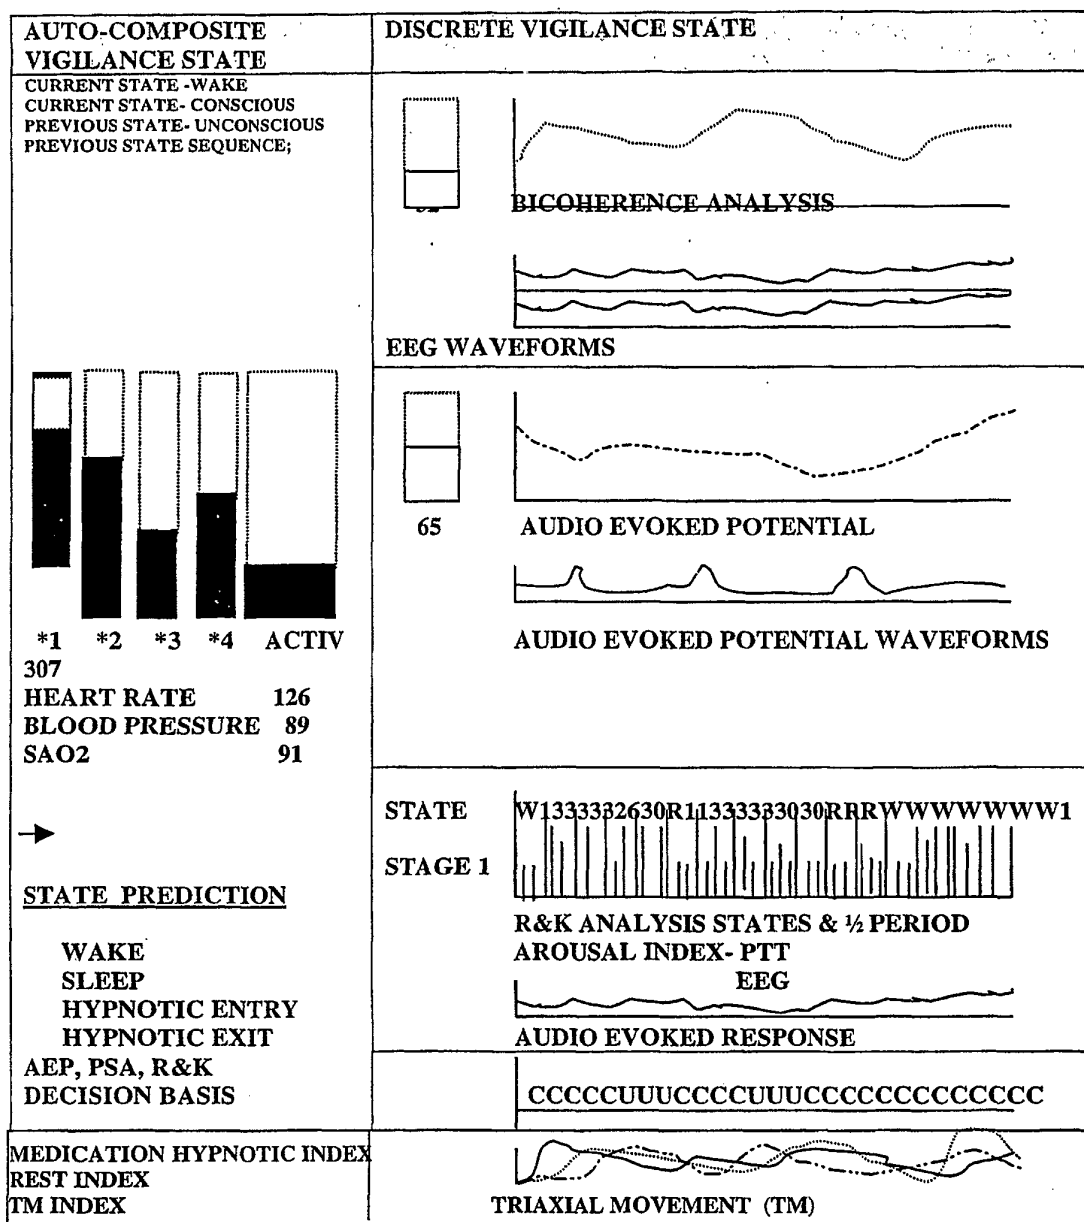 AUTO-COMPOSITE
VIGILANCE STATE
CURRENT STATE -WAKE
CURRENT STATE- CONSCIOUS
PREVIOUS STATE- UNCONSCIOUS
PREVIOUS STATE SEQUENCE;
*1 *2 *3 *4 ACTIV
307
HEART RATE 126
BLOOD PRESSURE 89
SAO2 91
STATE PREDICTION
WAKE
SLEEP
HYPNOTIC ENTRY
HYPNOTIC EXIT
AEP, PSA, R&K
DECISION BASIS
MEDICATION HYPNOTIC INDEX
REST INDEX
TM INDEX
DISCRETE VIGILANCE STATE
BICOHERENCE ANALYSIS
EEG WAVEFORMS
65
AUDIO EVOKED POTENTIAL
AUDIO EVOKED POTENTIAL WAVEFORMS
STATE W1333332630R11333333030RRRWWWWWWWW1
STAGE 1
R&K ANALYSIS STATES & ½ PERIOD
AROUSAL INDEX- PTT
EEG
AUDIO EVOKED RESPONSE
CCCCCUUUCCCCUUUCCCCCCCCCCCCC
TRIAXIAL MOVEMENT (TM)